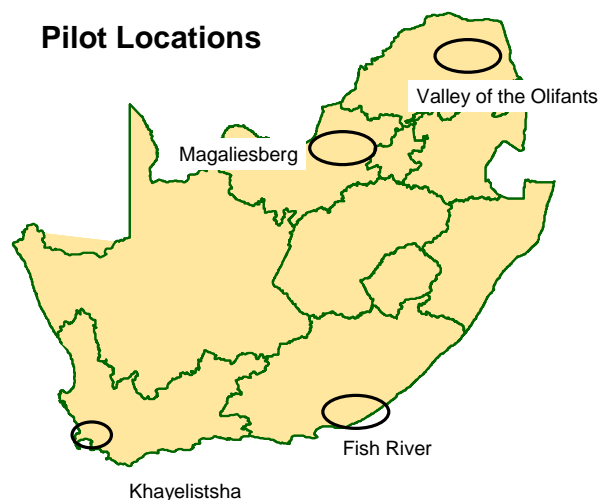 Pilot Locations
Valley of the Olifants
Magaliesberg
Fish River
Khayelistsha